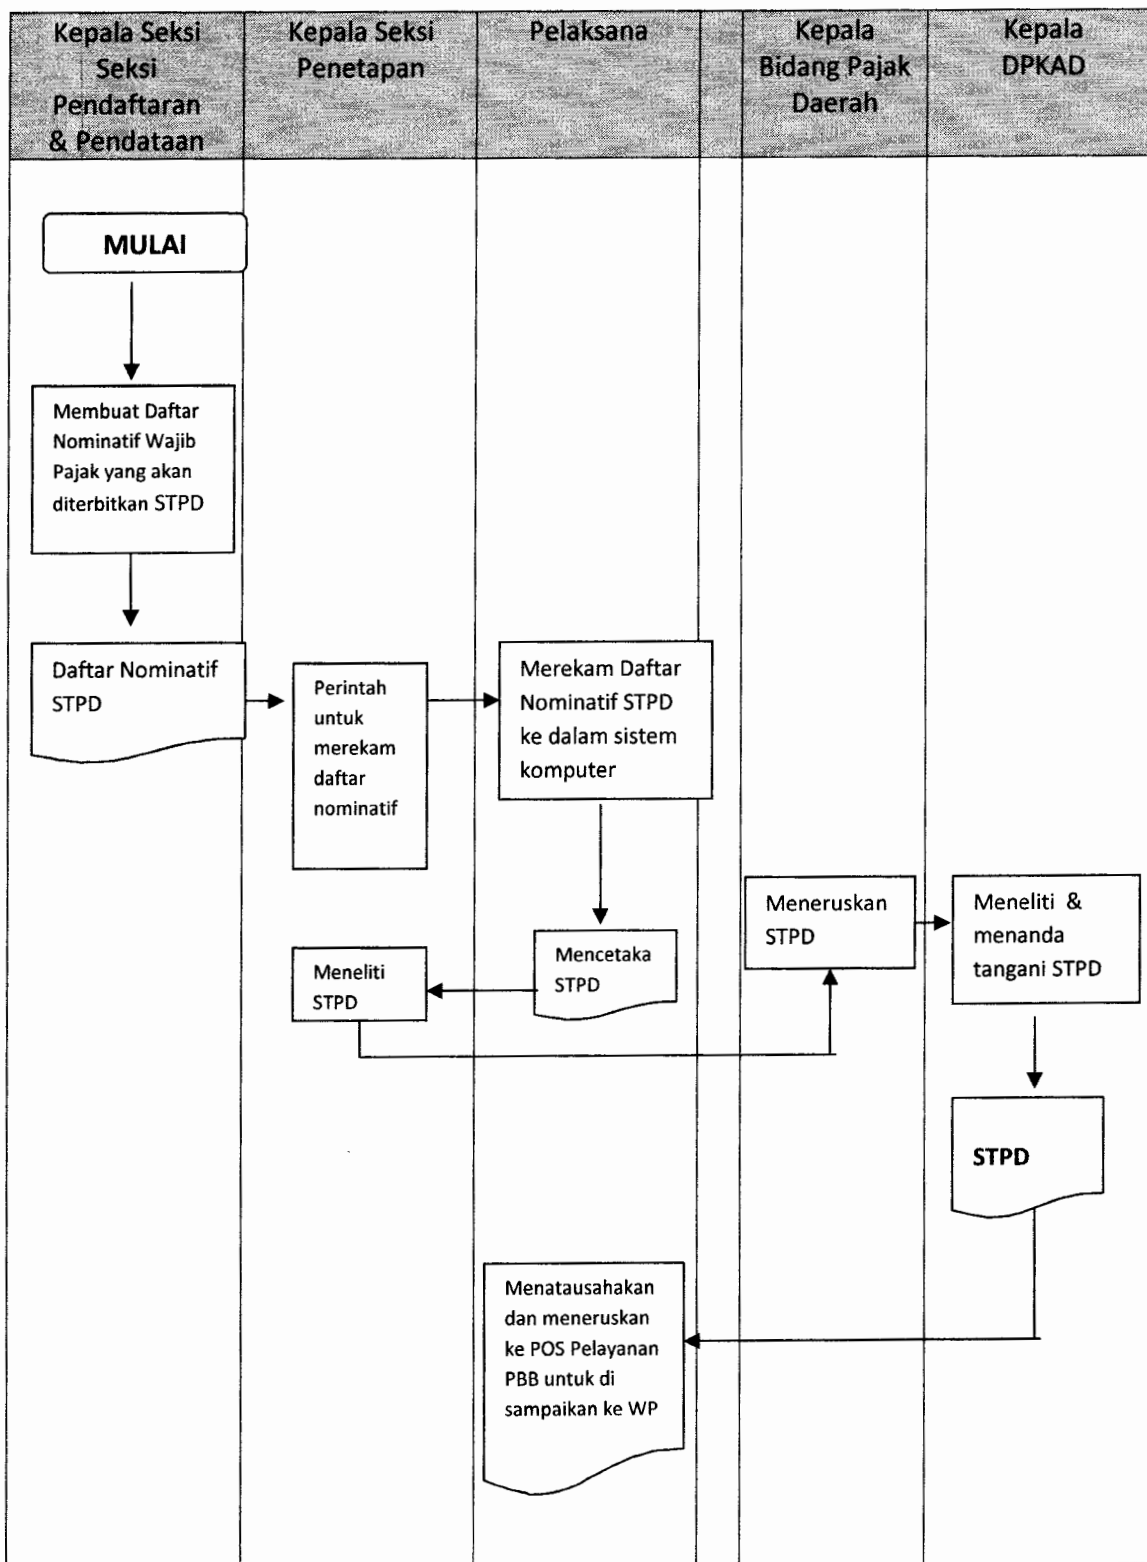 Kepala Seksi
Seksi
Pendaftaran
& Pendataan
Kepala Seksi
Penetapan
Pelaksana
Kepala
Bidang Pajak
Daerah
Kepala
DPKAD
MULAI
Membuat Daftar
Nominatif Wajib
Pajak yang akan
diterbitkan STPD
Daftar Nominatif
STPD
Perintah
untuk
merekam
daftar
nominatif
Merekam Daftar
Nominatif STPD
ke dalam sistem
komputer
Meneliti
STPD
Mencetaka
STPD
Meneruskan
STPD
Meneliti &
menanda
tangani STPD
STPD
Menatausahakan
dan meneruskan
ke POS Pelayanan
PBB untuk di
sampaikan ke WP